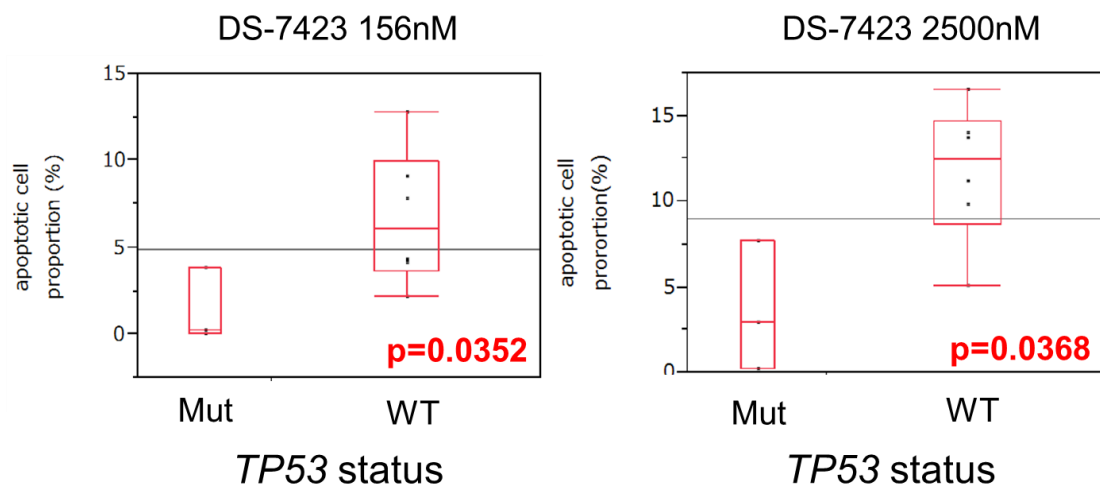 DS-7423 156nM
apoptotic cell
proportion (%)
15
10
5
0
p=0.0352
Mut
WT
TP53 status
DS-7423 2500nM
apoptotic cell
prorortion(%)
15
10
5
0
p=0.0368
Mut
WT
TP53 status